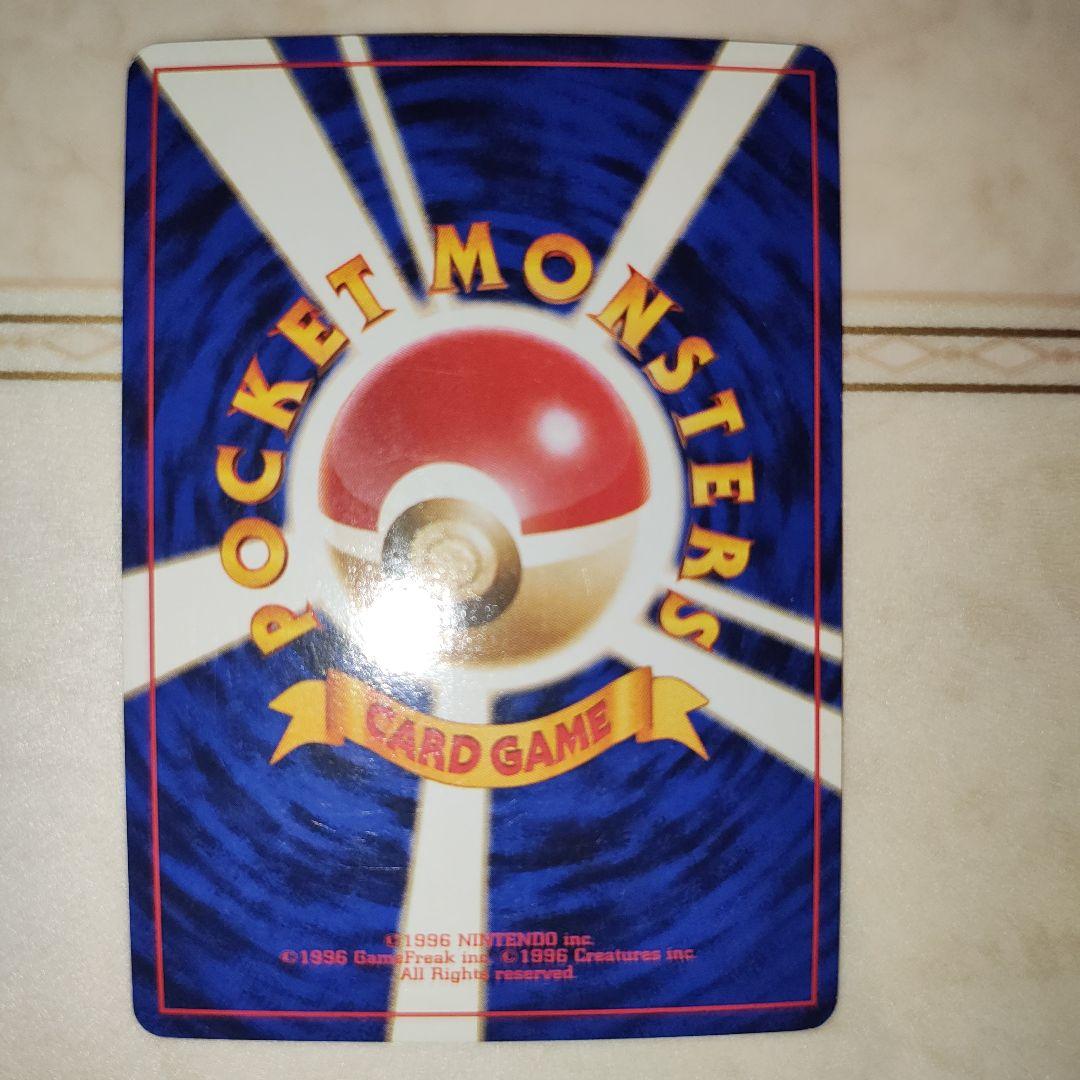 POCKET MONSTERS
CARD GAME
©1996 NINTENDO inc.
©1996 GameFreak inc. ©1996 Creatures inc.
All Rights reserved.